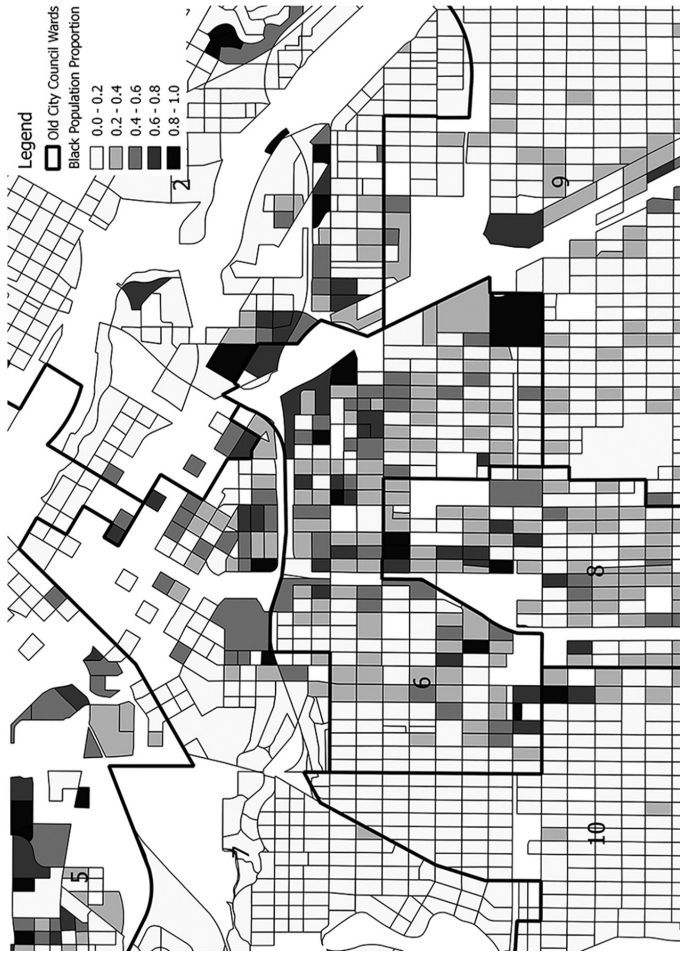 Legend
Old City Council Wards
Black Population Proportion
0.0 - 0.2
0.2 - 0.4
0.4 - 0.6
0.6 - 0.8
0.8 - 1.0
2
9
8
6
10
5